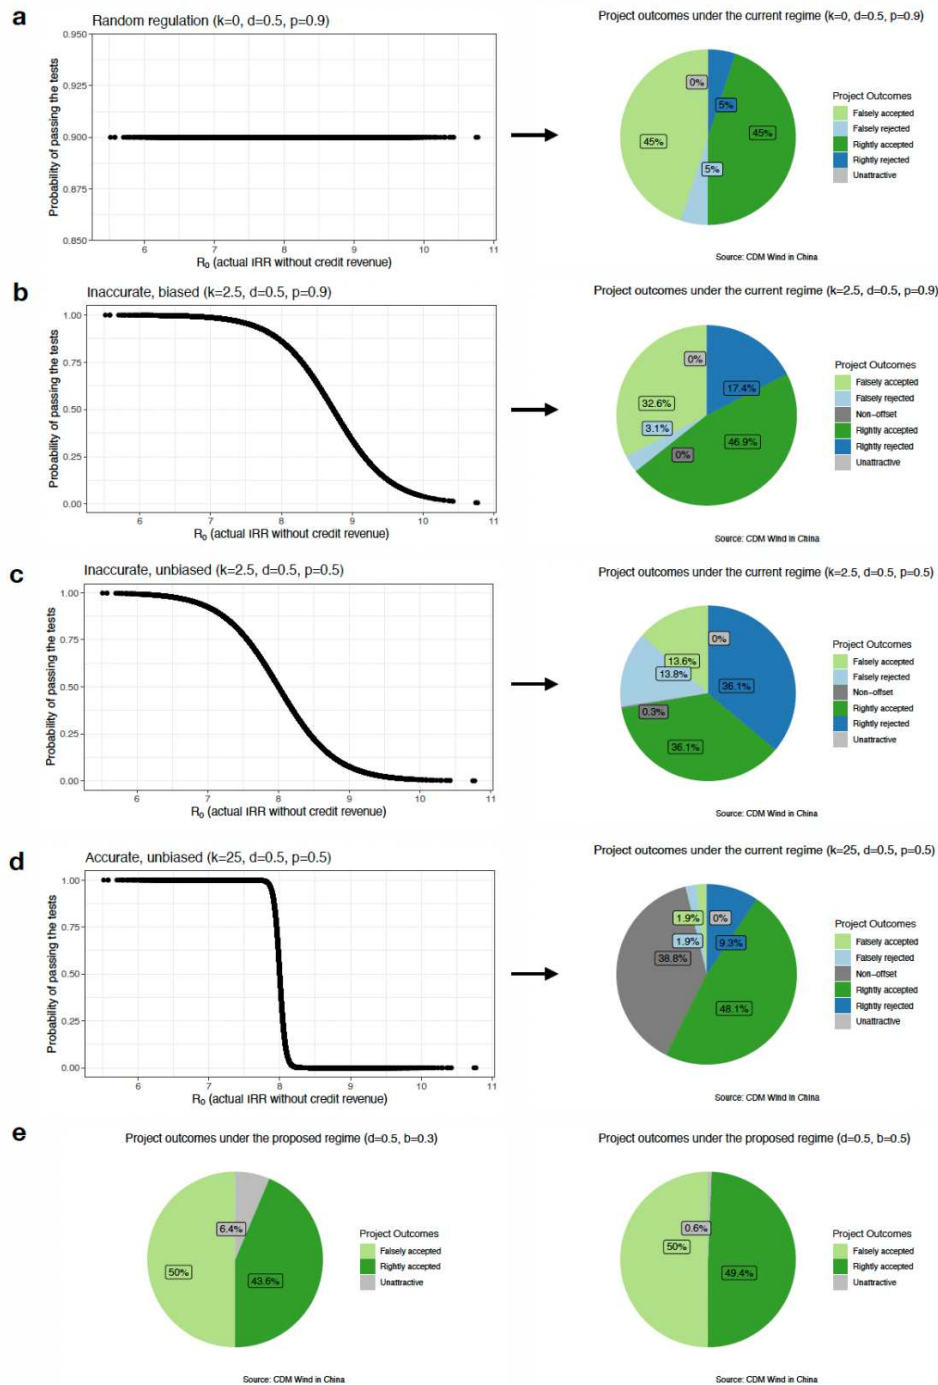 a
Random regulation (k=0, d=0.5, p=0.9)
Probability of passing the tests
0.950
0.925
0.900
0.875
0.850
6 7 8 9 10 11
R0 (actual IRR without credit revenue)
Project outcomes under the current regime (k=0, d=0.5, p=0.9)
0%
5%
45%
45%
5%
Project Outcomes
Falsely accepted
Falsely rejected
Rightly accepted
Rightly rejected
Unattractive
Source: CDM Wind in China
b
Inaccurate, biased (k=2.5, d=0.5, p=0.9)
Probability of passing the tests
1.00
0.75
0.50
0.25
0.00
6 7 8 9 10 11
R0 (actual IRR without credit revenue)
Project outcomes under the current regime (k=2.5, d=0.5, p=0.9)
0%
17.4%
32.6%
3.1%
46.9%
0%
Project Outcomes
Falsely accepted
Falsely rejected
Non-offset
Rightly accepted
Rightly rejected
Unattractive
Source: CDM Wind in China
c
Inaccurate, unbiased (k=2.5, d=0.5, p=0.5)
Probability of passing the tests
1.00
0.75
0.50
0.25
0.00
6 7 8 9 10 11
R0 (actual IRR without credit revenue)
Project outcomes under the current regime (k=2.5, d=0.5, p=0.5)
0%
13.6%
13.8%
36.1%
0.3%
36.1%
Project Outcomes
Falsely accepted
Falsely rejected
Non-offset
Rightly accepted
Rightly rejected
Unattractive
Source: CDM Wind in China
d
Accurate, unbiased (k=25, d=0.5, p=0.5)
Probability of passing the tests
1.00
0.75
0.50
0.25
0.00
6 7 8 9 10 11
R0 (actual IRR without credit revenue)
Project outcomes under the current regime (k=25, d=0.5, p=0.5)
1.9%
0%
1.9%
9.3%
38.8%
48.1%
Project Outcomes
Falsely accepted
Falsely rejected
Non-offset
Rightly accepted
Rightly rejected
Unattractive
Source: CDM Wind in China
e
Project outcomes under the proposed regime (d=0.5, b=0.3)
6.4%
50%
43.6%
Project Outcomes
Falsely accepted
Rightly accepted
Unattractive
Source: CDM Wind in China
Project outcomes under the proposed regime (d=0.5, b=0.5)
0.6%
50%
49.4%
Project Outcomes
Falsely accepted
Rightly accepted
Unattractive
Source: CDM Wind in China